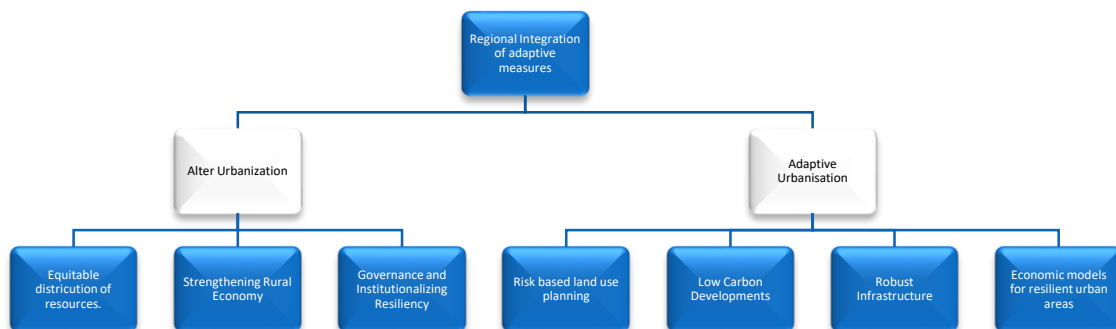 Regional Integration
of adaptive
measures
Alter Urbanization
Adaptive
Urbanisation
Equitable
districution of
resources.
Strengthening Rural
Economy
Governance and
Institutionalizing
Resiliency
Risk based land use
planning
Low Carbon
Developments
Robust
Infrastructure
Economic models
for resilient urban
areas